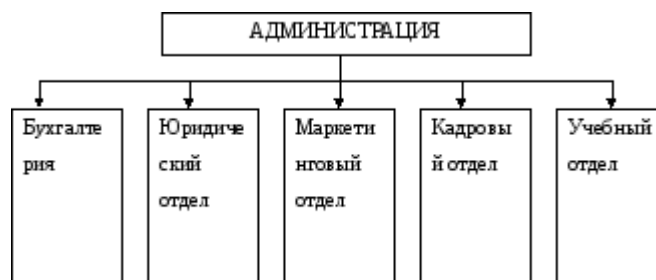 АДМИНИСТРАЦИЯ
Бухгалте
рия
Юридиче
ский
отдел
Маркети
нговый
отдел
Кадровы
й отдел
Учебный
отдел